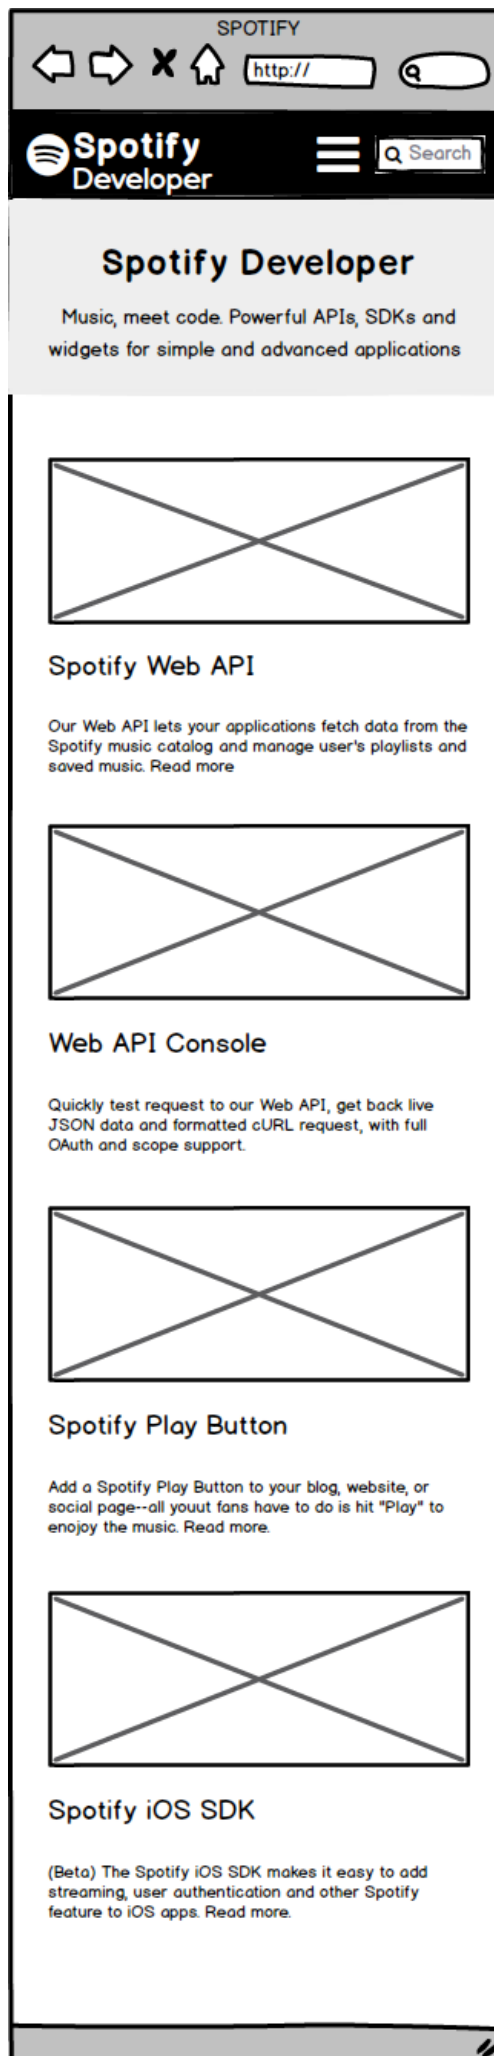 SPOTIFY
http://
Spotify
Developer
Search
Spotify Developer
Music, meet code. Powerful APIs, SDKs and
widgets for simple and advanced applications
Spotify Web API
Our Web API lets your applications fetch data from the
Spotify music catalog and manage user's playlists and
saved music. Read more
Web API Console
Quickly test request to our Web API, get back live
JSON data and formatted cURL request, with full
OAuth and scope support.
Spotify Play Button
Add a Spotify Play Button to your blog, website, or
social page--all youut fans have to do is hit "Play" to
enojoy the music. Read more.
Spotify iOS SDK
(Beta) The Spotify iOS SDK makes it easy to add
streaming, user authentication and other Spotify
feature to iOS apps. Read more.